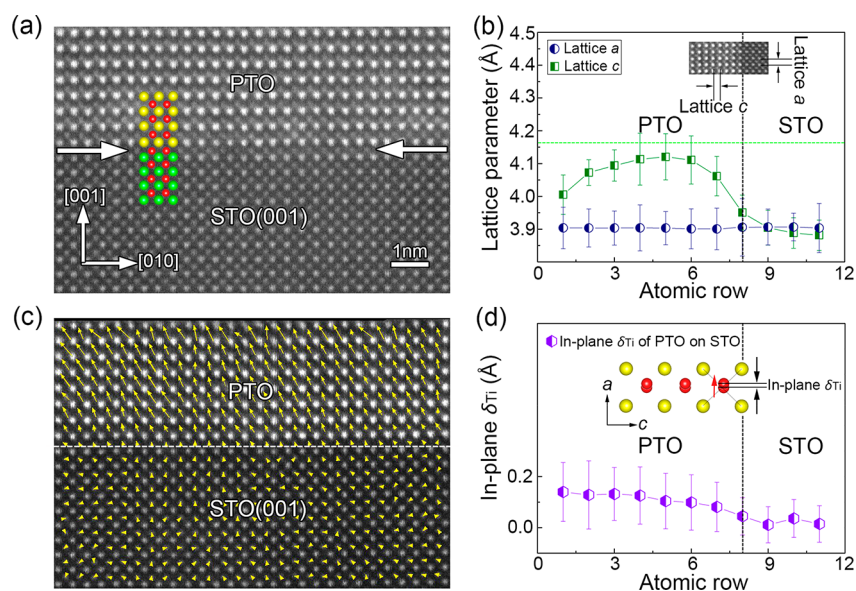 (a)
PTO
[001]
STO(001)
[010]
1nm
(b)
Lattice parameter (Å)
4.5
4.4
4.3
4.2
4.1
4.0
3.9
Lattice a
Lattice c
Lattice a
Lattice c
PTO
STO
0
3
6
9
12
Atomic row
(c)
PTO
STO(001)
(d)
In-plane δTi (Å)
0.2
0.0
In-plane δTi of PTO on STO
In-plane δTi
a
c
PTO
STO
0
3
6
9
12
Atomic row